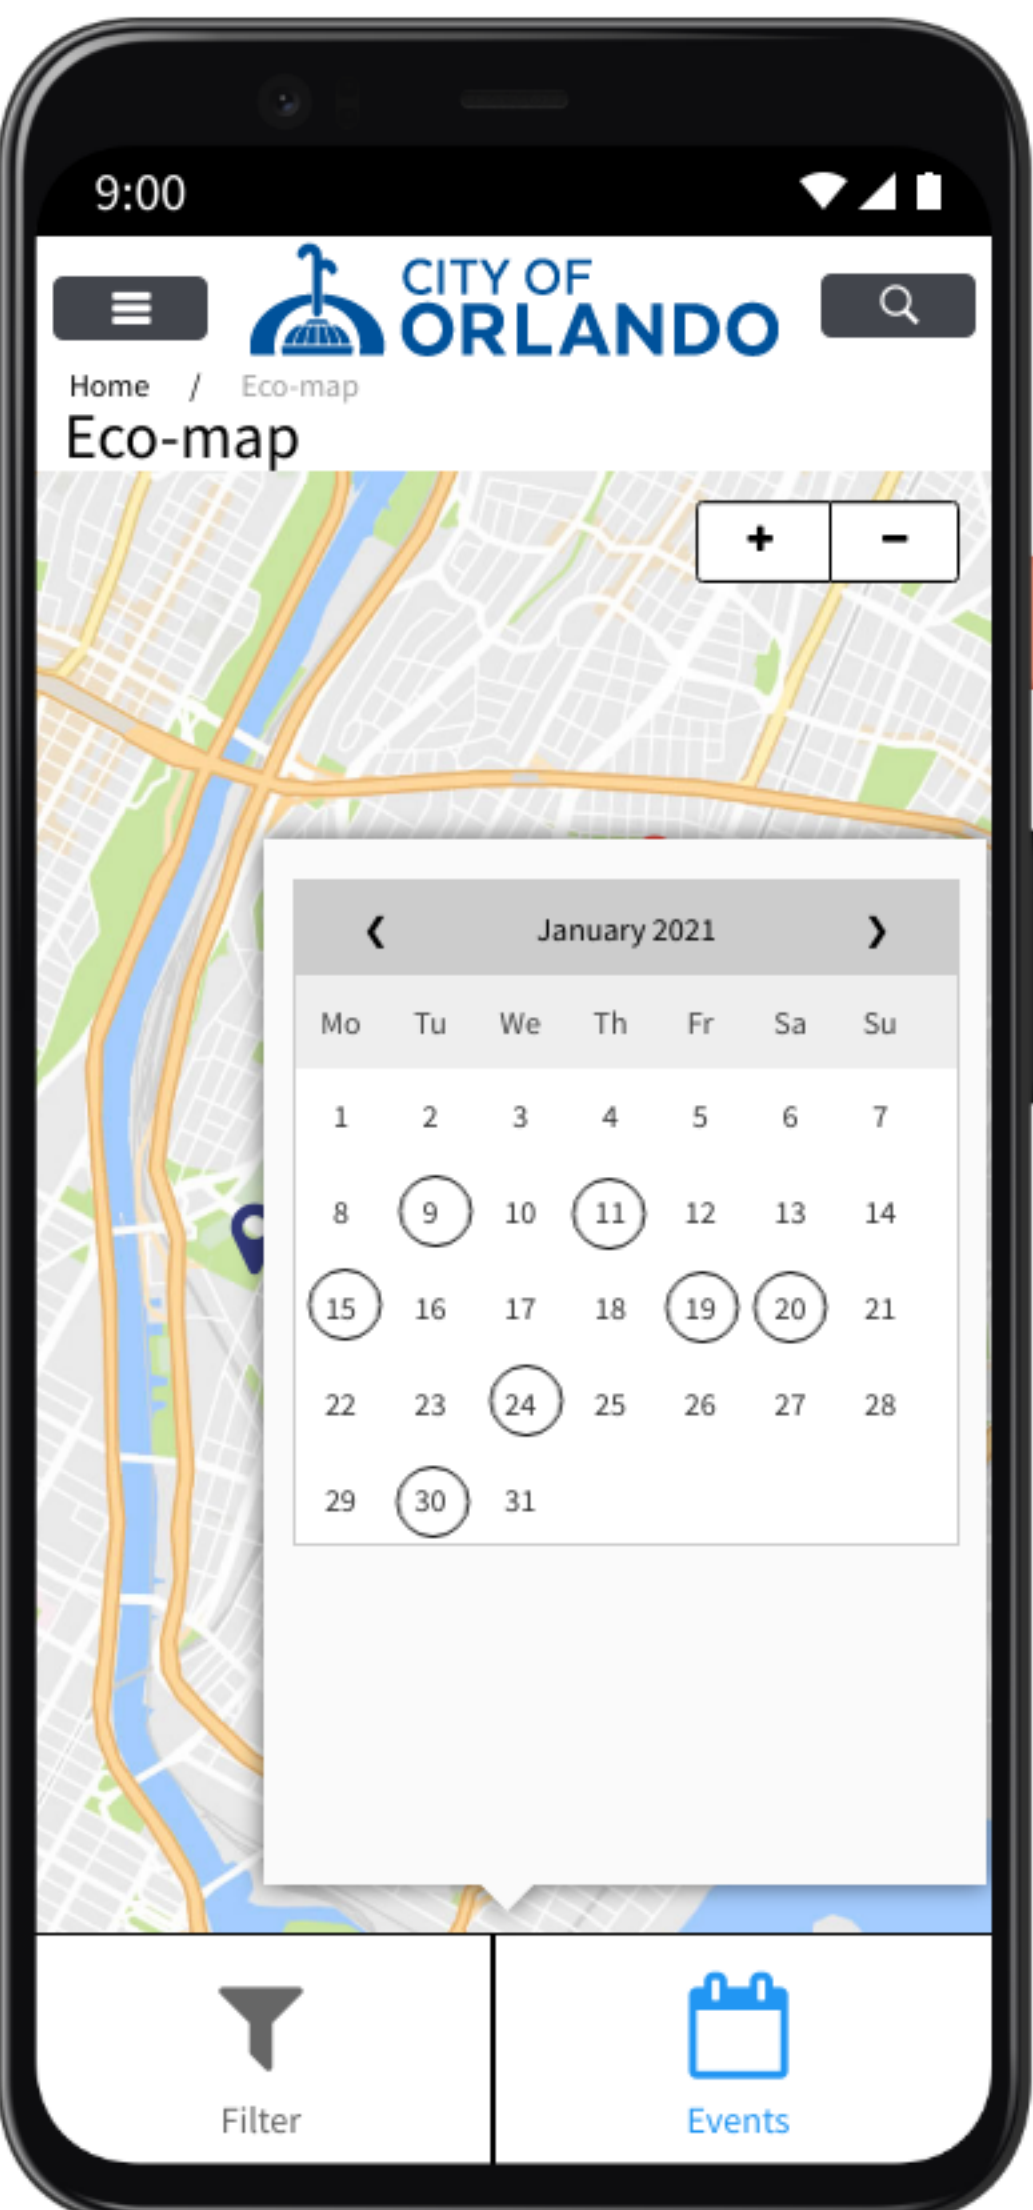 9:00
CITY OF
ORLANDO
Home / Eco-map
Eco-map
+ −
❮ January 2021 ❯
Mo Tu We Th Fr Sa Su
1 2 3 4 5 6 7
8 9 10 11 12 13 14
15 16 17 18 19 20 21
22 23 24 25 26 27 28
29 30 31
Filter Events